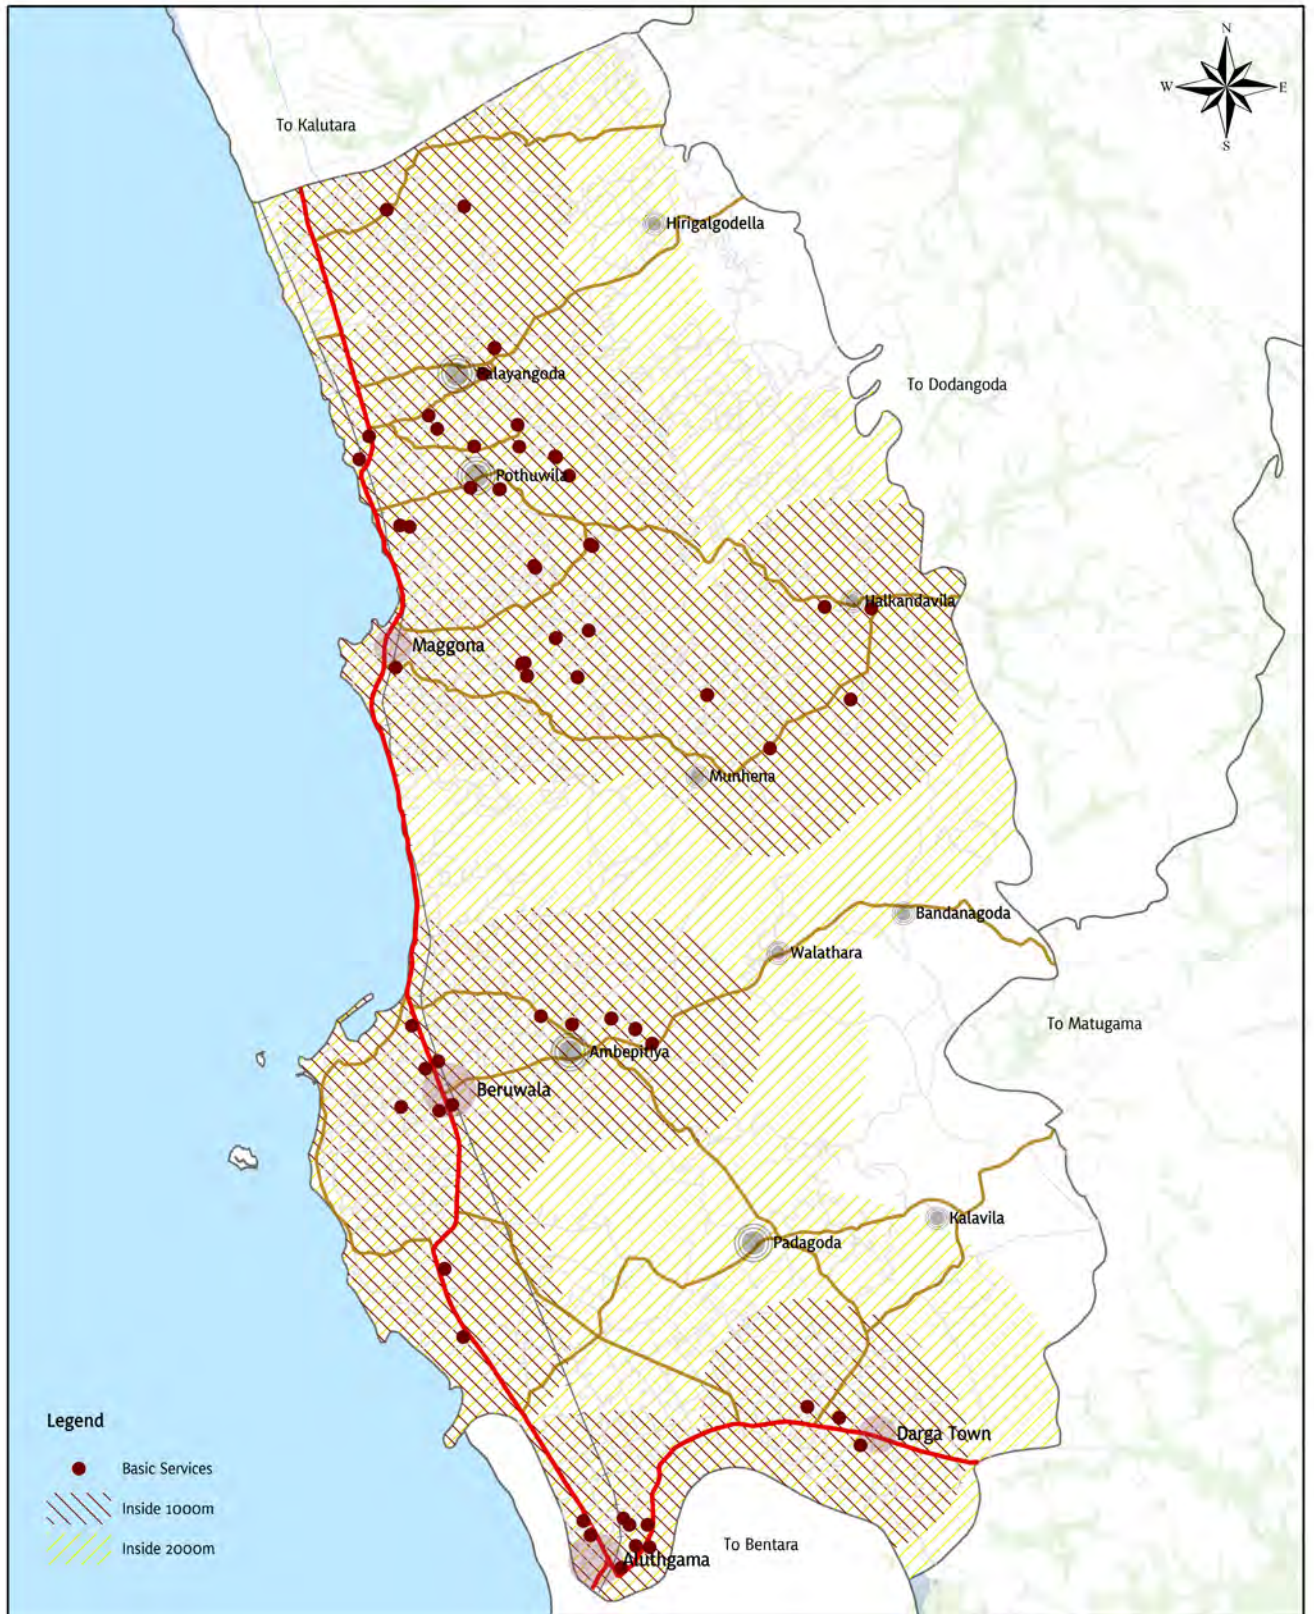 N
W
E
S
To Kalutara
Hirigalgodella
To Dodangoda
Palayangoda
Pothuwila
Halkandavila
Maggona
Munhena
Bandanagoda
Walathara
To Matugama
Ambepitiya
Beruwala
Kalavila
Padagoda
Darga Town
To Bentara
Aluthgama
Legend
Basic Services
Inside 1000m
Inside 2000m